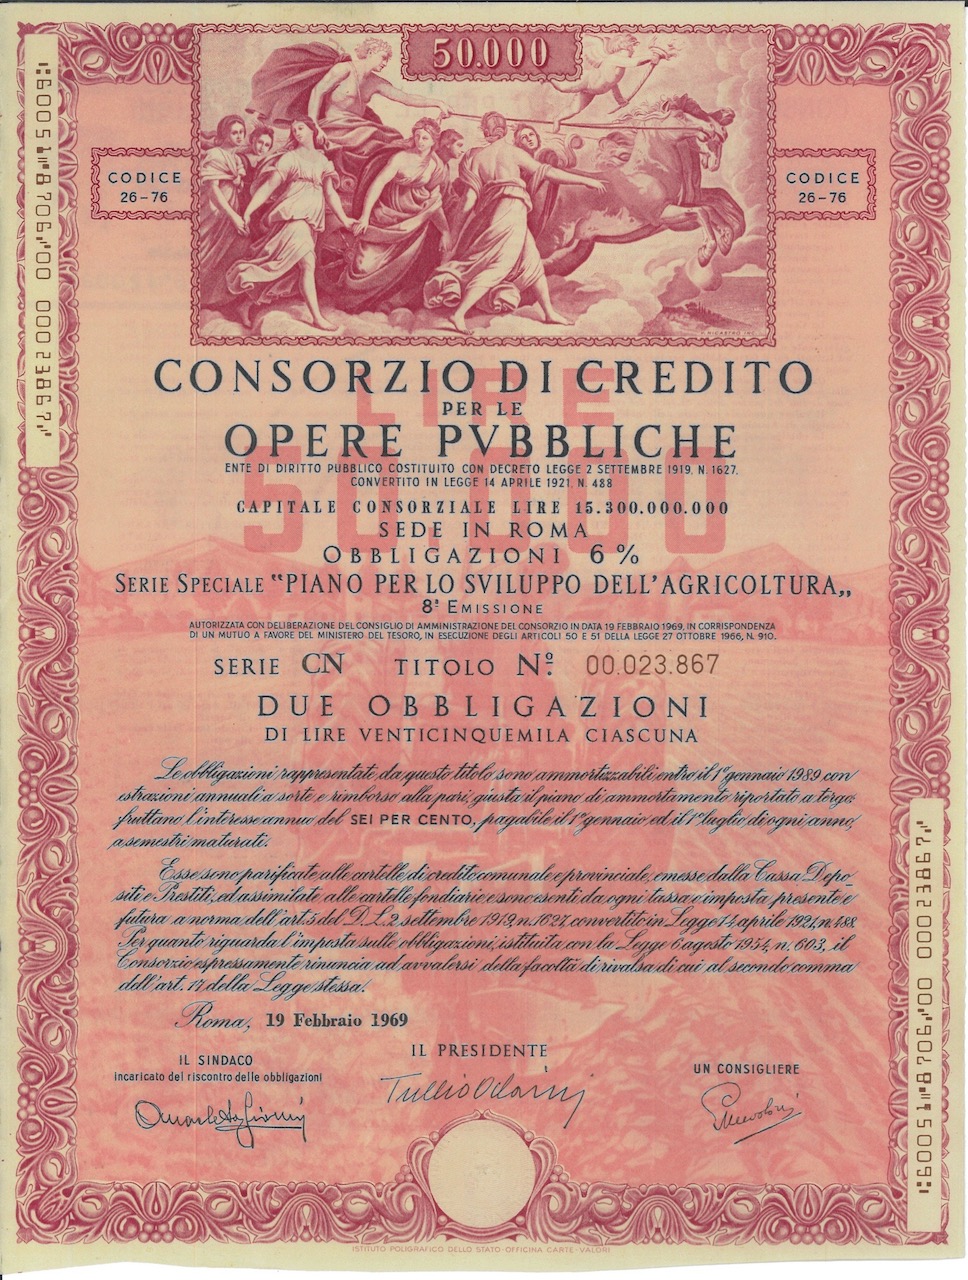 50.000
CODICE
26-76
CODICE
26-76
CONSORZIO DI CREDITO
PER LE
OPERE PVBBLICHE
ENTE DI DIRITTO PUBBLICO COSTITUITO CON DECRETO LEGGE 2 SETTEMBRE 1919, N. 1627,
CONVERTITO IN LEGGE 14 APRILE 1921, N. 488
CAPITALE CONSORZIALE LIRE 15.300.000.000
SEDE IN ROMA
OBBLIGAZIONI 6 %
SERIE SPECIALE "PIANO PER LO SVILUPPO DELL'AGRICOLTURA„
8ª EMISSIONE
AUTORIZZATA CON DELIBERAZIONE DEL CONSIGLIO DI AMMINISTRAZIONE DEL CONSORZIO IN DATA 19 FEBBRAIO 1969, IN CORRISPONDENZA
DI UN MUTUO A FAVORE DEL MINISTERO DEL TESORO, IN ESECUZIONE DEGLI ARTICOLI 50 E 51 DELLA LEGGE 27 OTTOBRE 1966, N. 910.
SERIE CN TITOLO Nº. 00.023.867
DUE OBBLIGAZIONI
DI LIRE VENTICINQUEMILA CIASCUNA
LIRE
50.000
Le obbligazioni rappresentate da questo titolo sono ammortizzabili entro il 1º gennaio 1989 con
estrazioni annuali a sorte e rimborso alla pari, giusta il piano di ammortamento riportato a tergo;
fruttano l'interesse annuo del SEI PER CENTO, pagabile il 1º gennaio ed il 1º luglio di ogni anno,
a semestri maturati.
Esse sono parificate alle cartelle di credito comunale e provinciale, emesse dalla Cassa Depo-
siti e Prestiti, ed assimilate alle cartelle fondiarie e sono esenti da ogni tassa e imposta presente e
futura a norma dell'art. 5 del D. L. 2 settembre 1919, n. 1627, convertito in Legge 14 aprile 1921, n. 488.
Per quanto riguarda l'imposta sulle obbligazioni, istituita con la Legge 6 agosto 1954, n. 603, il
Consorzio espressamente rinuncia ad avvalersi della facoltà di rivalsa di cui al secondo comma
dell'art. 17 della Legge stessa.
Roma, 19 Febbraio 1969
IL SINDACO
incaricato del riscontro delle obbligazioni
IL PRESIDENTE
UN CONSIGLIERE
ISTITUTO POLIGRAFICO DELLO STATO - OFFICINA CARTE - VALORI